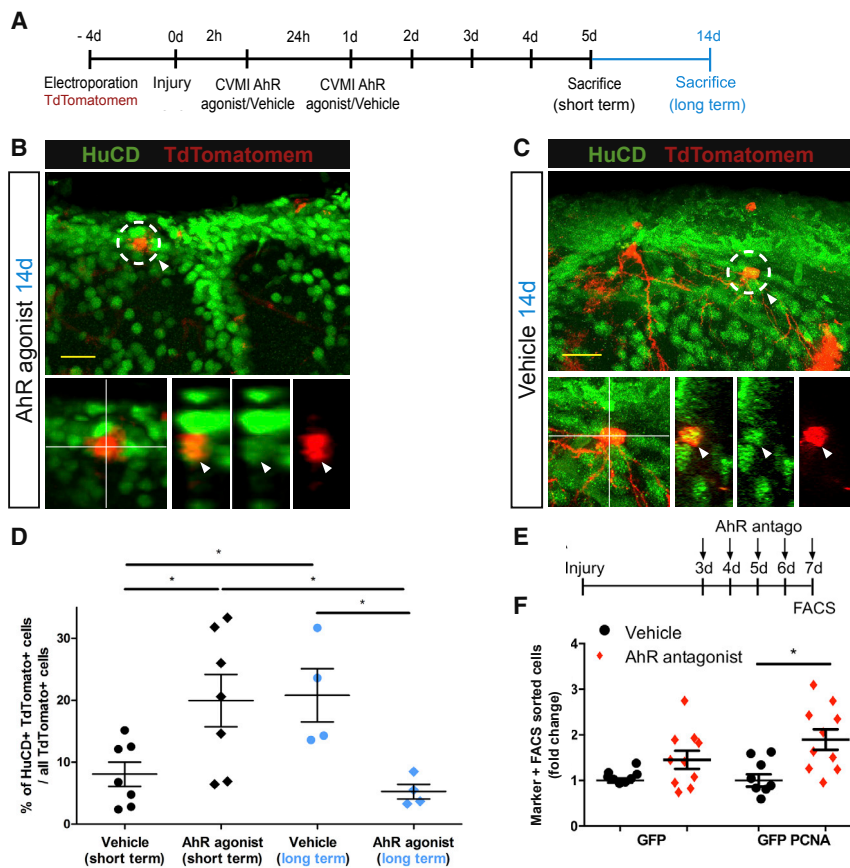 A
- 4d 0d 2h 24h 1d 2d 3d 4d 5d 14d
Electroporation Injury CVMI AhR CVMI AhR Sacrifice Sacrifice
TdTomatomem agonist/Vehicle agonist/Vehicle (short term) (long term)
B
HuCD TdTomatomem
AhR agonist 14d
C
HuCD TdTomatomem
Vehicle 14d
D
% of HuCD+ TdTomato+ cells
/ all TdTomato+ cells
30
20
10
0
Vehicle AhR agonist Vehicle AhR agonist
(short term) (short term) (long term) (long term)
* * * *
E
AhR antago
Injury 3d 4d 5d 6d 7d
FACS
F
Vehicle
AhR antagonist
*
Marker + FACS sorted cells
(fold change)
4
3
2
1
0
GFP GFP PCNA